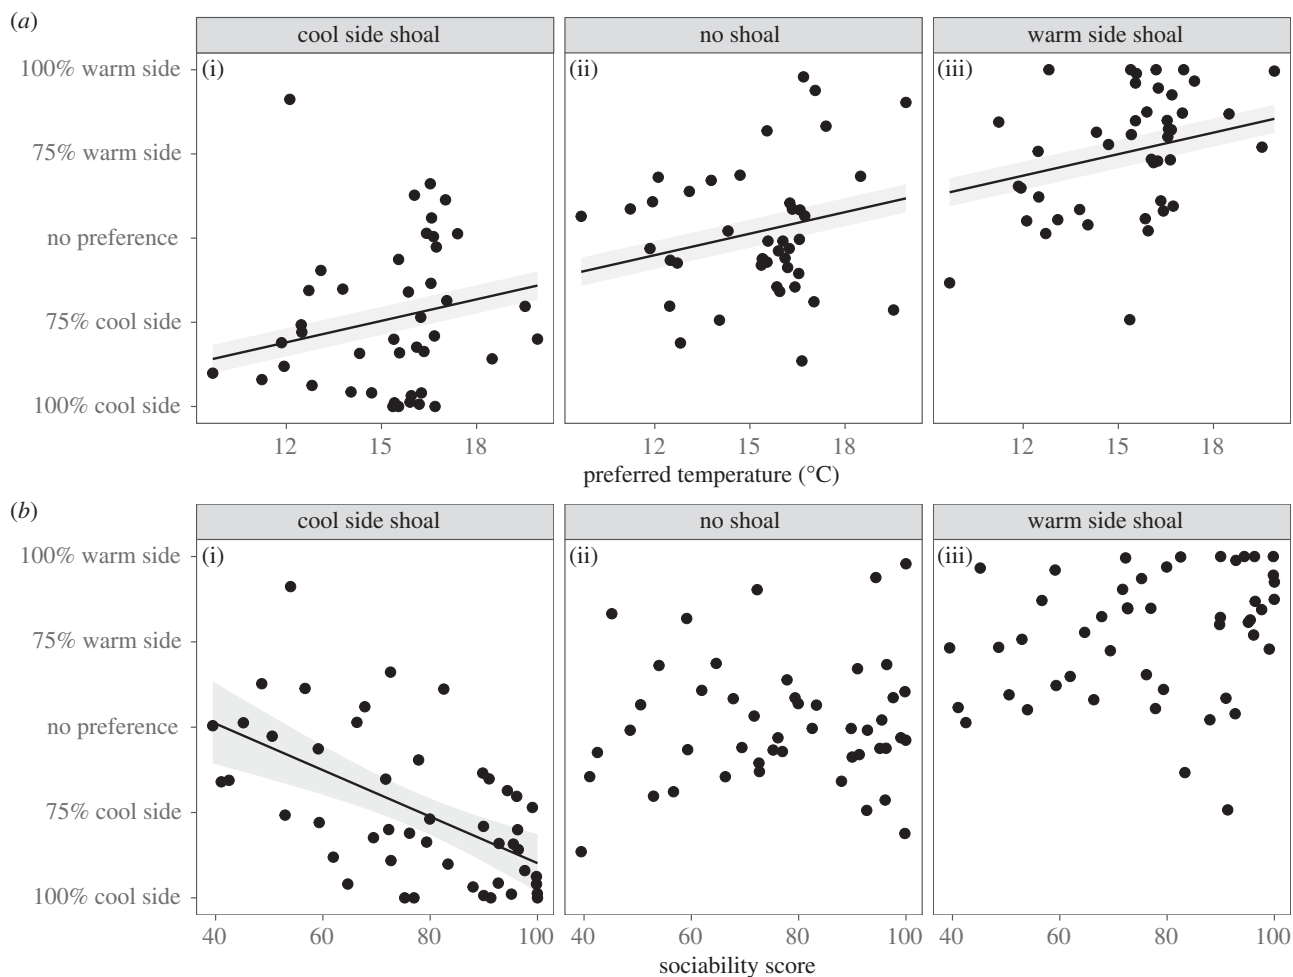 (a)
cool side shoal no shoal warm side shoal
100% warm side (i) (ii) (iii)
75% warm side
no preference
75% cool side
100% cool side
12 15 18 12 15 18 12 15 18
preferred temperature (°C)
(b)
cool side shoal no shoal warm side shoal
100% warm side (i) (ii) (iii)
75% warm side
no preference
75% cool side
100% cool side
40 60 80 100 40 60 80 100 40 60 80 100
sociability score